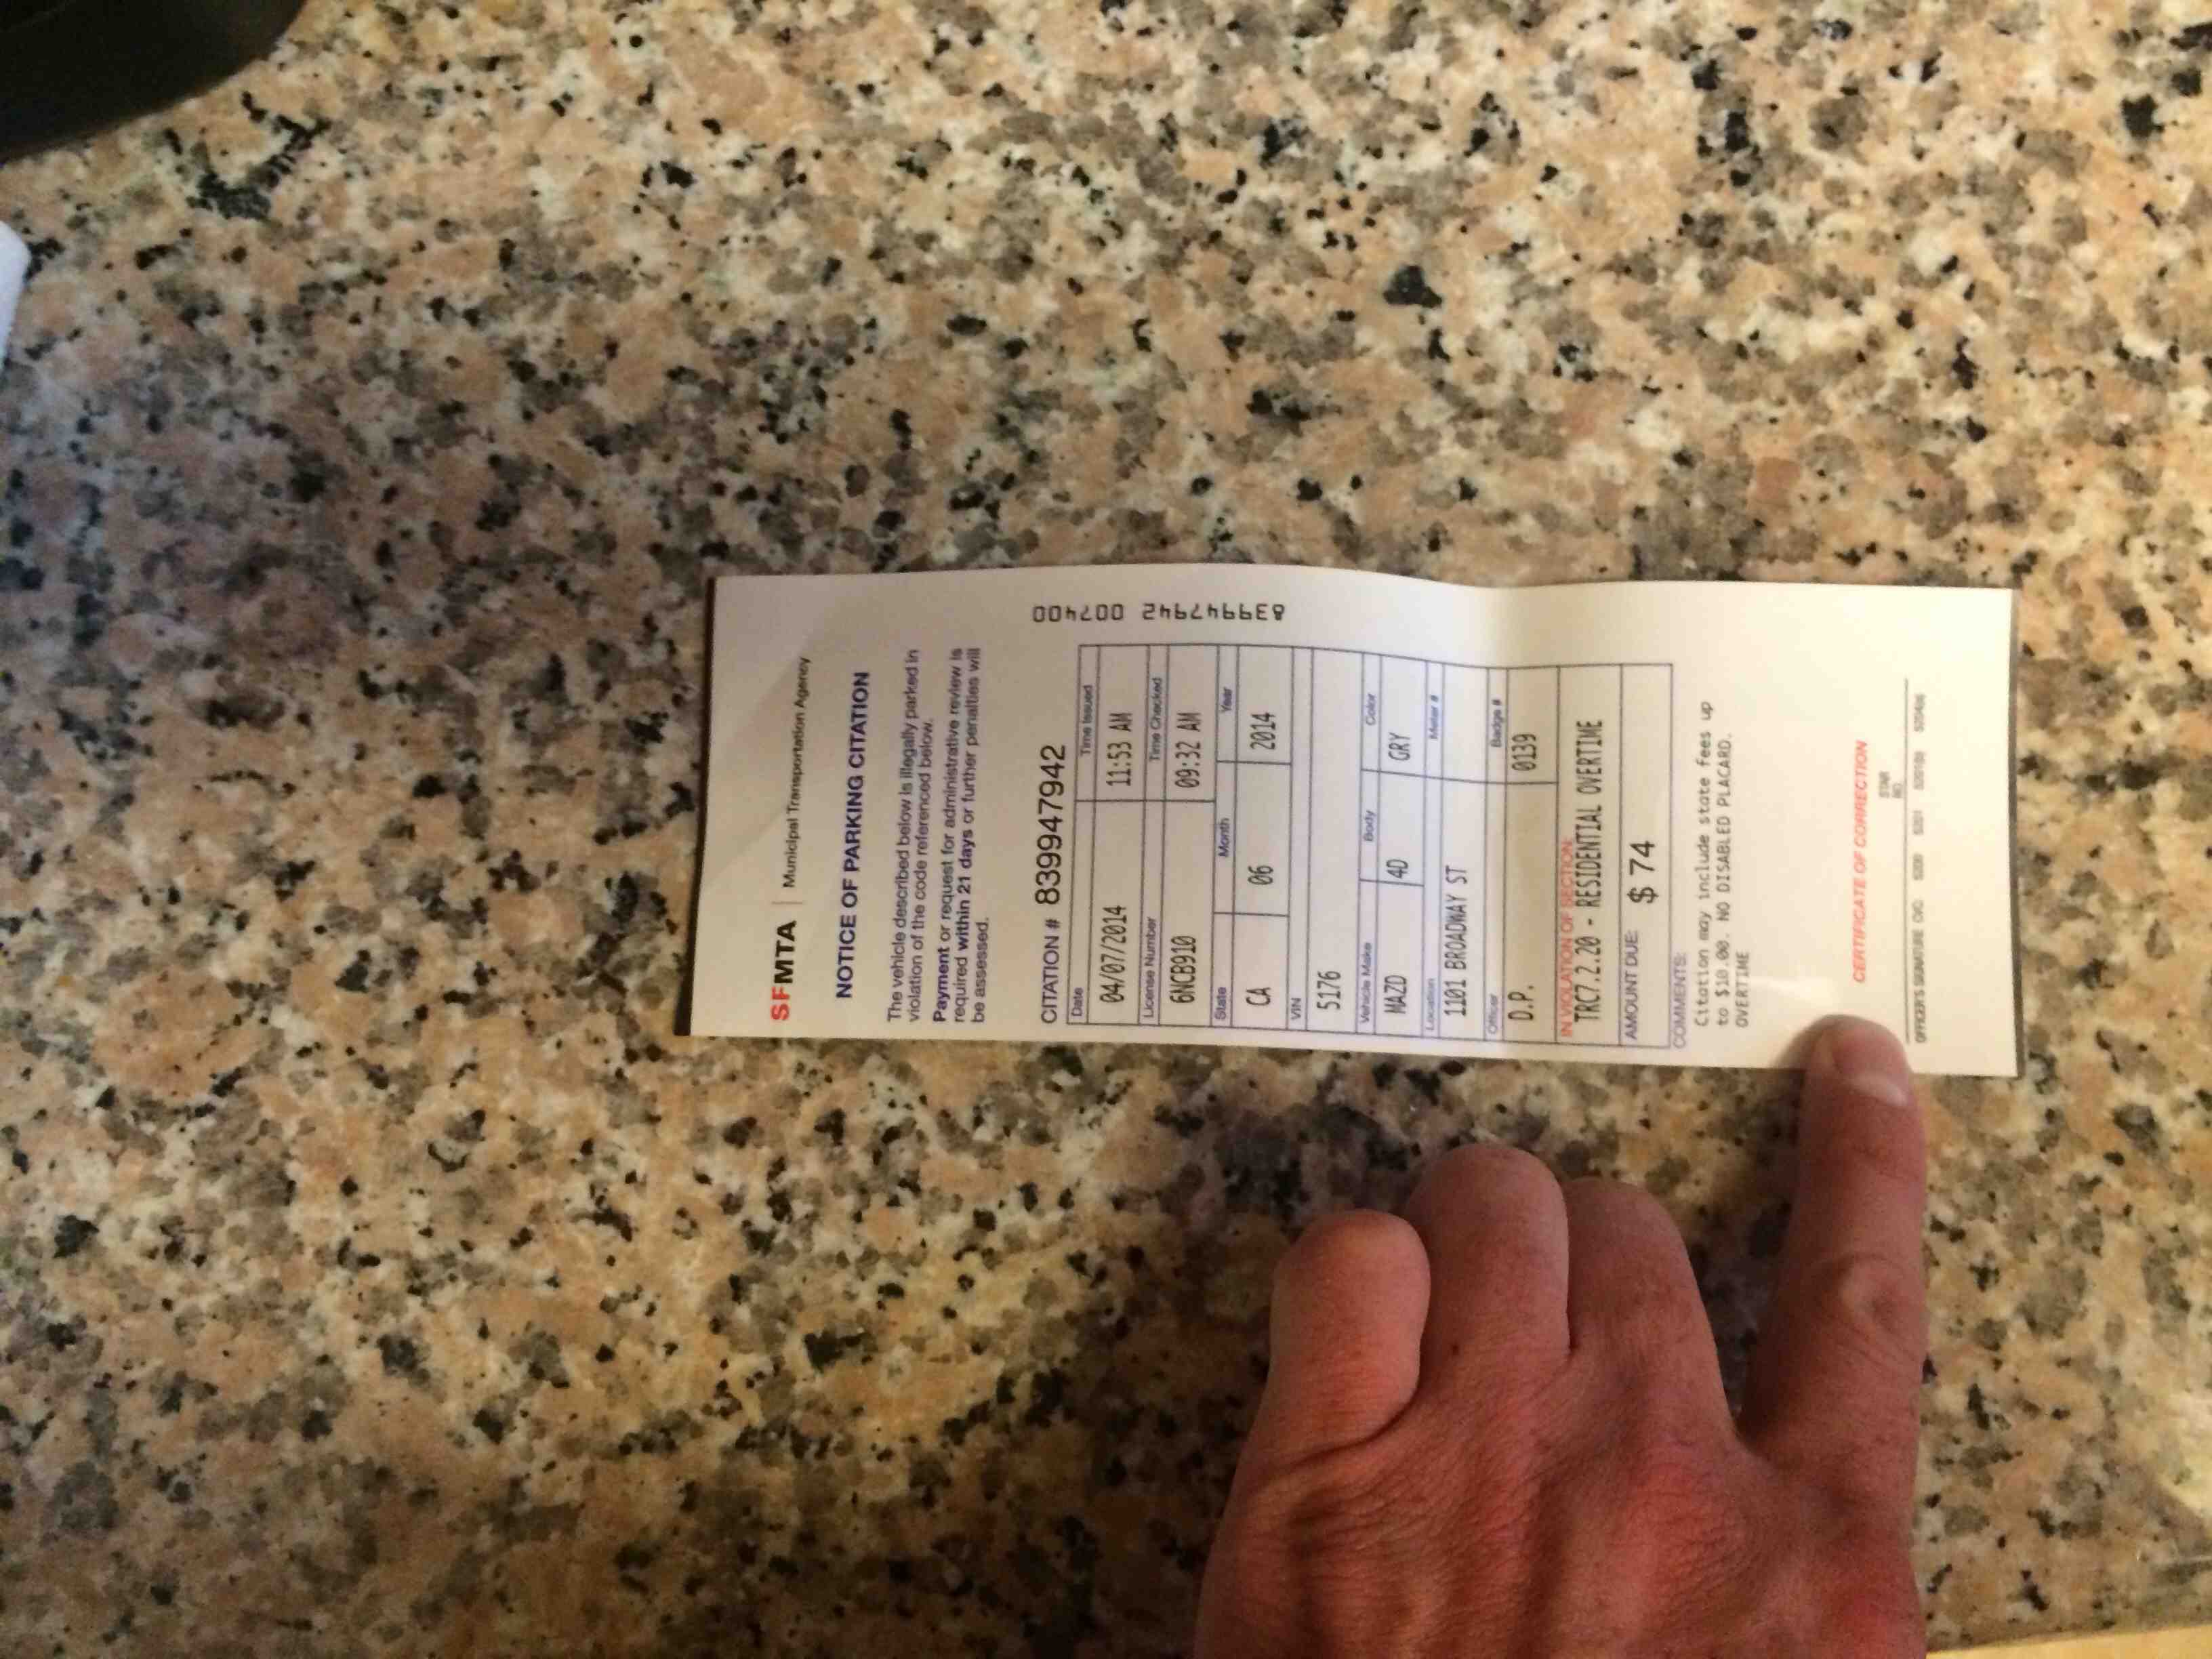 SFMTA | Municipal Transportation Agency
NOTICE OF PARKING CITATION
The vehicle described below is illegally parked in
violation of the code referenced below.
Payment or request for administrative review is
required within 21 days or further penalties will
be assessed.
CITATION # 839947942
Date Time Issued
04/07/2014 11:53 AM
License Number Time Checked
6NCB910 09:32 AM
State Month Year
CA 06 2014
VIN
5176
Vehicle Make Body Color
MAZD 4D GRY
Location Meter #
1101 BROADWAY ST
Officer Badge #
D.P. 0139
IN VIOLATION OF SECTION:
TRC7.2.20 - RESIDENTIAL OVERTIME
AMOUNT DUE: $ 74
COMMENTS:
Citation may include state fees up
to $10.00. NO DISABLED PLACARD.
OVERTIME
CERTIFICATE OF CORRECTION
STAR
NO.
OFFICER'S SIGNATURE CVC: 5200 5201 5201(b) 5204(a)
839947942 007400